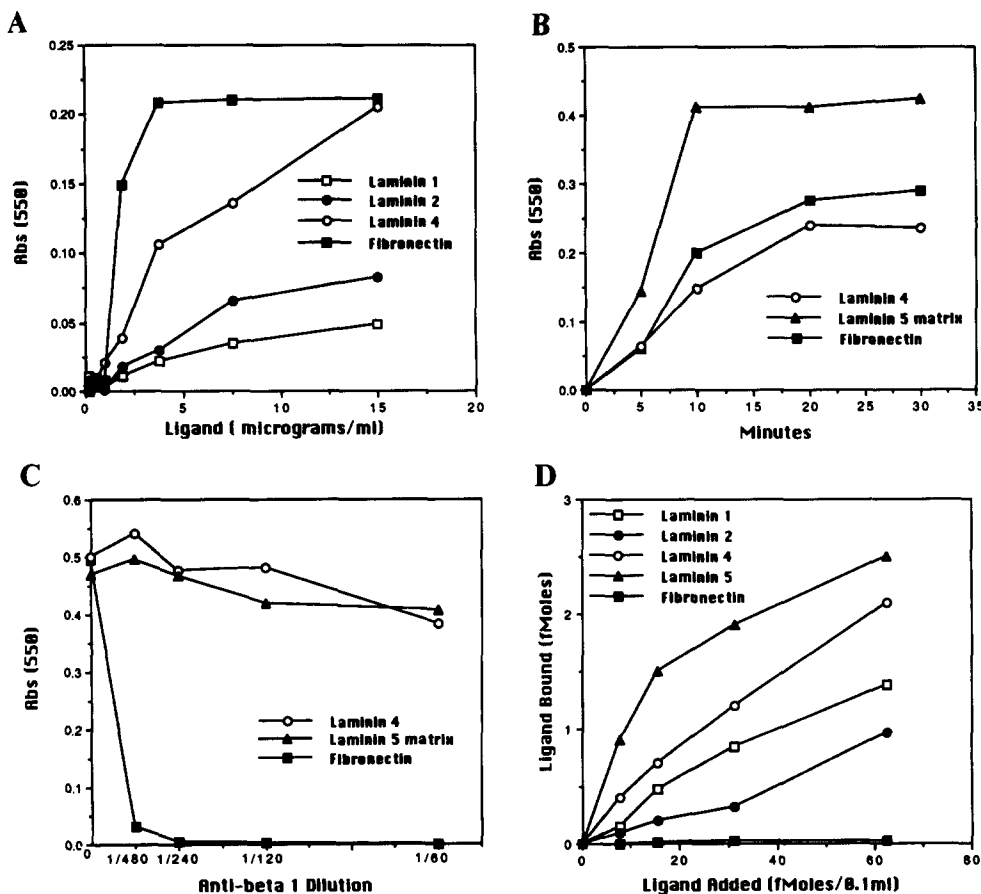 A
0.25
0.20
0.15
0.10
0.05
0.00
Abs (550)
Laminin 1
Laminin 2
Laminin 4
Fibronectin
0
5
10
15
20
Ligand ( micrograms/ml)
B
0.5
0.4
0.3
0.2
0.1
0.0
Abs (550)
Laminin 4
Laminin 5 matrix
Fibronectin
0
5
10
15
20
25
30
35
Minutes
C
0.6
0.5
0.4
0.3
0.2
0.1
0.0
Abs (550)
Laminin 4
Laminin 5 matrix
Fibronectin
0
1/480
1/240
1/120
1/60
Anti-beta 1 Dilution
D
3
2
1
0
Ligand Bound (fMoles)
Laminin 1
Laminin 2
Laminin 4
Laminin 5
Fibronectin
0
20
40
60
80
Ligand Added (fMoles/0.1ml)